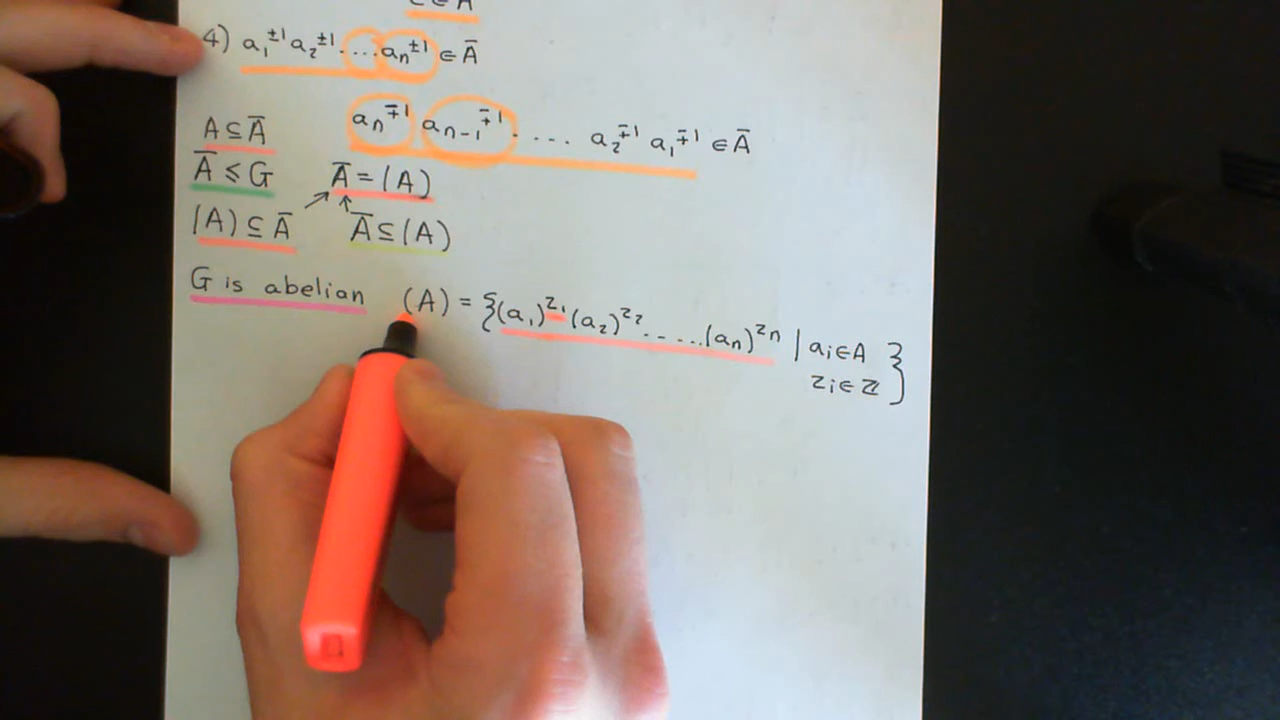 e ∈ A
4) a₁^±1 a₂^±1 .... aₙ^±1 ∈ Ā
aₙ^∓1 aₙ₋₁^∓1 . .... a₂^∓1 a₁^∓1 ∈ Ā
A ⊆ Ā
Ā ≤ G Ā = (A)
(A) ⊆ Ā Ā ⊆ (A)
G is abelian (A) = {(a₁)^z₁ (a₂)^z₂ ..... (aₙ)^zₙ | aᵢ ∈ A
zᵢ ∈ ℤ }